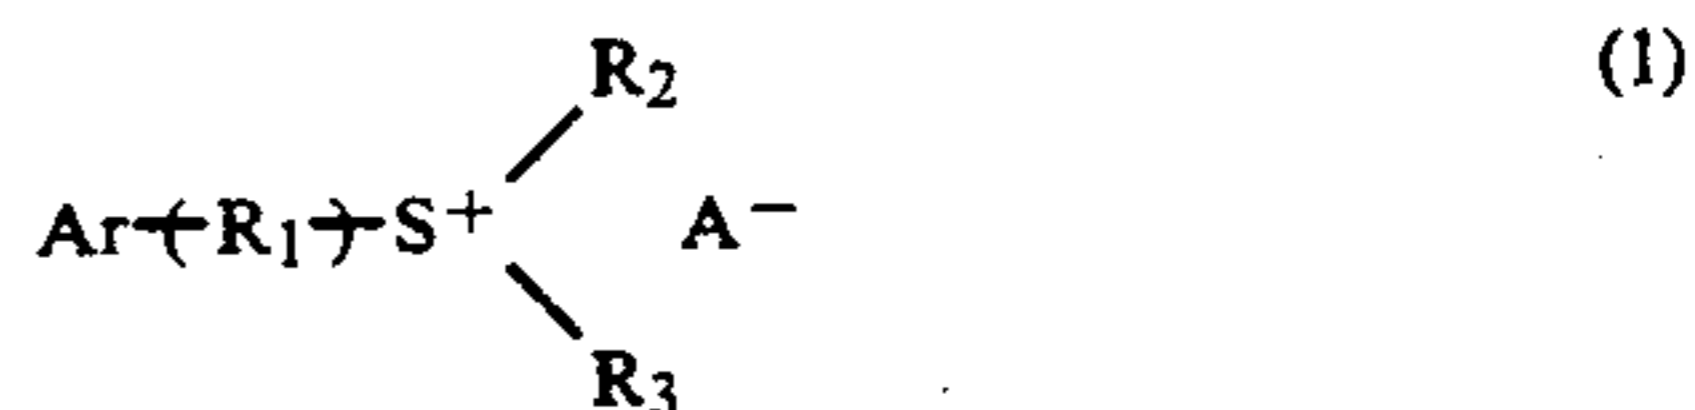 (1)
R₂
Ar-(-R₁-)-S⁺ A⁻
R₃